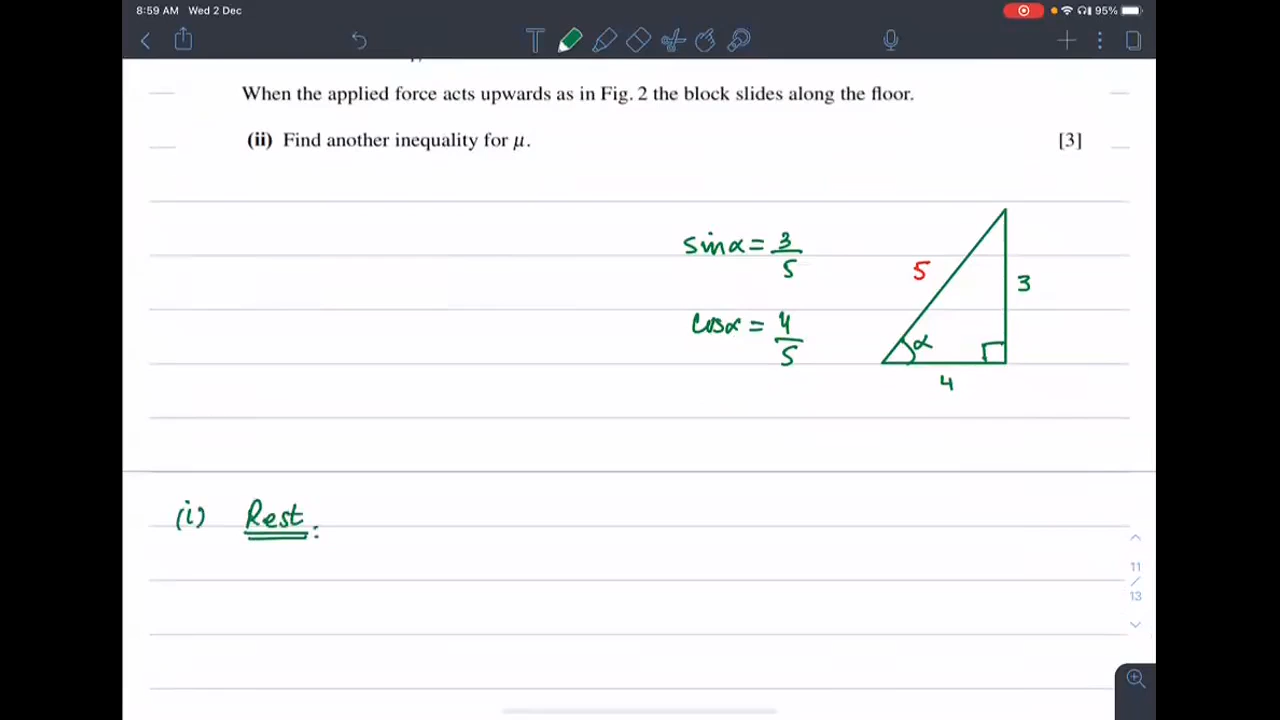 8:59 AM Wed 2 Dec
95%
When the applied force acts upwards as in Fig. 2 the block slides along the floor.
(ii) Find another inequality for μ. [3]
sinα = 3/5
cosα = 4/5
5
3
α
4
(i) Rest:
11
/
13